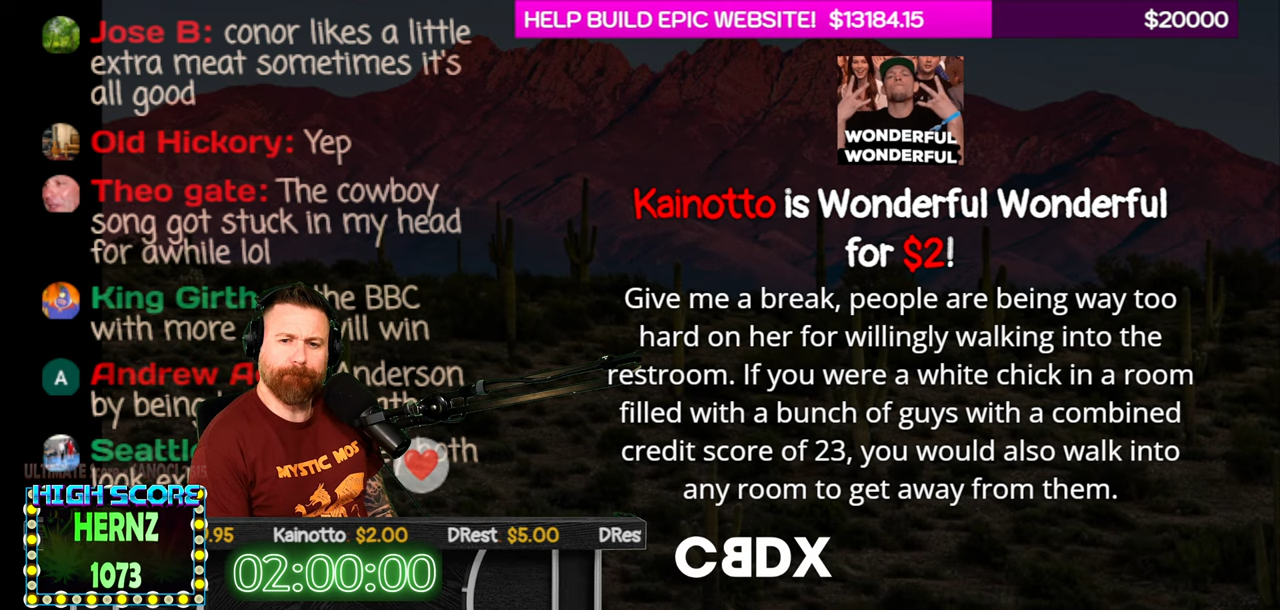 HELP BUILD EPIC WEBSITE! $13184.15 $20000
Jose B: conor likes a little
extra meat sometimes it's
all good
Old Hickory: Yep
Theo gate: The cowboy
song got stuck in my head
for awhile lol
King Girth he BBC
with more will win
Andrew A Anderson
by being
Seattle both
look
WONDERFUL
WONDERFUL
Kainotto is Wonderful Wonderful
for $2!
Give me a break, people are being way too
hard on her for willingly walking into the
restroom. If you were a white chick in a room
filled with a bunch of guys with a combined
credit score of 23, you would also walk into
any room to get away from them.
MYSTIC MOS
ULTIMATE
HIGH SCORE
HERNZ
1073
.95 Kainotto $2.00 DRest $5.00 DRes
02:00:00
CBDX